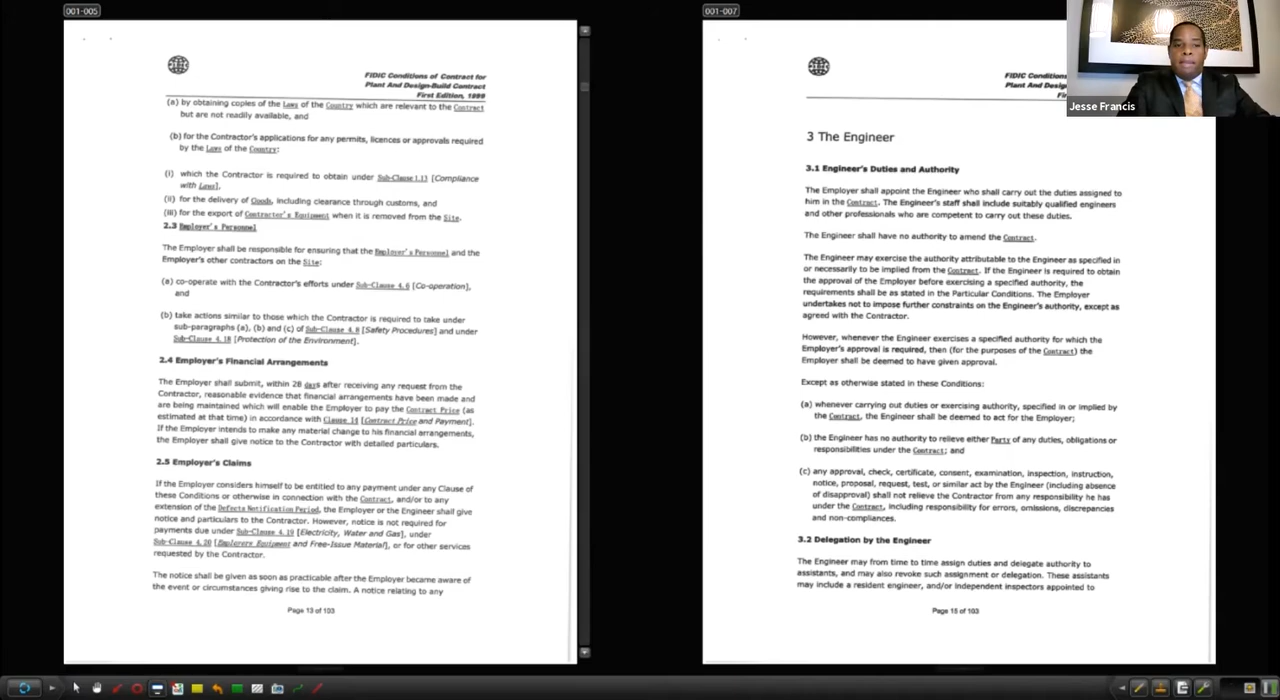 001-005
FIDIC Conditions of Contract for
Plant And Design-Build Contract
First Edition, 1999
(a) by obtaining copies of the Laws of the Country which are relevant to the Contract
but are not readily available, and
(b) for the Contractor's applications for any permits, licences or approvals required
by the Laws of the Country:
(i) which the Contractor is required to obtain under Sub-Clause 1.13 [Compliance
with Laws],
(ii) for the delivery of Goods, including clearance through customs, and
(iii) for the export of Contractor's Equipment when it is removed from the Site.
2.3 Employer's Personnel
The Employer shall be responsible for ensuring that the Employer's Personnel and the
Employer's other contractors on the Site:
(a) co-operate with the Contractor's efforts under Sub-Clause 4.6 [Co-operation],
and
(b) take actions similar to those which the Contractor is required to take under
sub-paragraphs (a), (b) and (c) of Sub-Clause 4.8 [Safety Procedures] and under
Sub-Clause 4.18 [Protection of the Environment].
2.4 Employer's Financial Arrangements
The Employer shall submit, within 28 days after receiving any request from the
Contractor, reasonable evidence that financial arrangements have been made and
are being maintained which will enable the Employer to pay the Contract Price (as
estimated at that time) in accordance with Clause 14 [Contract Price and Payment].
If the Employer intends to make any material change to his financial arrangements,
the Employer shall give notice to the Contractor with detailed particulars.
2.5 Employer's Claims
If the Employer considers himself to be entitled to any payment under any Clause of
these Conditions or otherwise in connection with the Contract, and/or to any
extension of the Defects Notification Period, the Employer or the Engineer shall give
notice and particulars to the Contractor. However, notice is not required for
payments due under Sub-Clause 4.19 [Electricity, Water and Gas], under
Sub-Clause 4.20 [Employers Equipment and Free-Issue Material], or for other services
requested by the Contractor.
The notice shall be given as soon as practicable after the Employer became aware of
the event or circumstances giving rise to the claim. A notice relating to any
Page 13 of 103
001-007
FIDIC Conditions
Plant And Desig
Fi
3 The Engineer
3.1 Engineer's Duties and Authority
The Employer shall appoint the Engineer who shall carry out the duties assigned to
him in the Contract. The Engineer's staff shall include suitably qualified engineers
and other professionals who are competent to carry out these duties.
The Engineer shall have no authority to amend the Contract.
The Engineer may exercise the authority attributable to the Engineer as specified in
or necessarily to be implied from the Contract. If the Engineer is required to obtain
the approval of the Employer before exercising a specified authority, the
requirements shall be as stated in the Particular Conditions. The Employer
undertakes not to impose further constraints on the Engineer's authority, except as
agreed with the Contractor.
However, whenever the Engineer exercises a specified authority for which the
Employer's approval is required, then (for the purposes of the Contract) the
Employer shall be deemed to have given approval.
Except as otherwise stated in these Conditions:
(a) whenever carrying out duties or exercising authority, specified in or implied by
the Contract, the Engineer shall be deemed to act for the Employer;
(b) the Engineer has no authority to relieve either Party of any duties, obligations or
responsibilities under the Contract; and
(c) any approval, check, certificate, consent, examination, inspection, instruction,
notice, proposal, request, test, or similar act by the Engineer (including absence
of disapproval) shall not relieve the Contractor from any responsibility he has
under the Contract, including responsibility for errors, omissions, discrepancies
and non-compliances.
3.2 Delegation by the Engineer
The Engineer may from time to time assign duties and delegate authority to
assistants, and may also revoke such assignment or delegation. These assistants
may include a resident engineer, and/or independent inspectors appointed to
Page 15 of 103
Jesse Francis